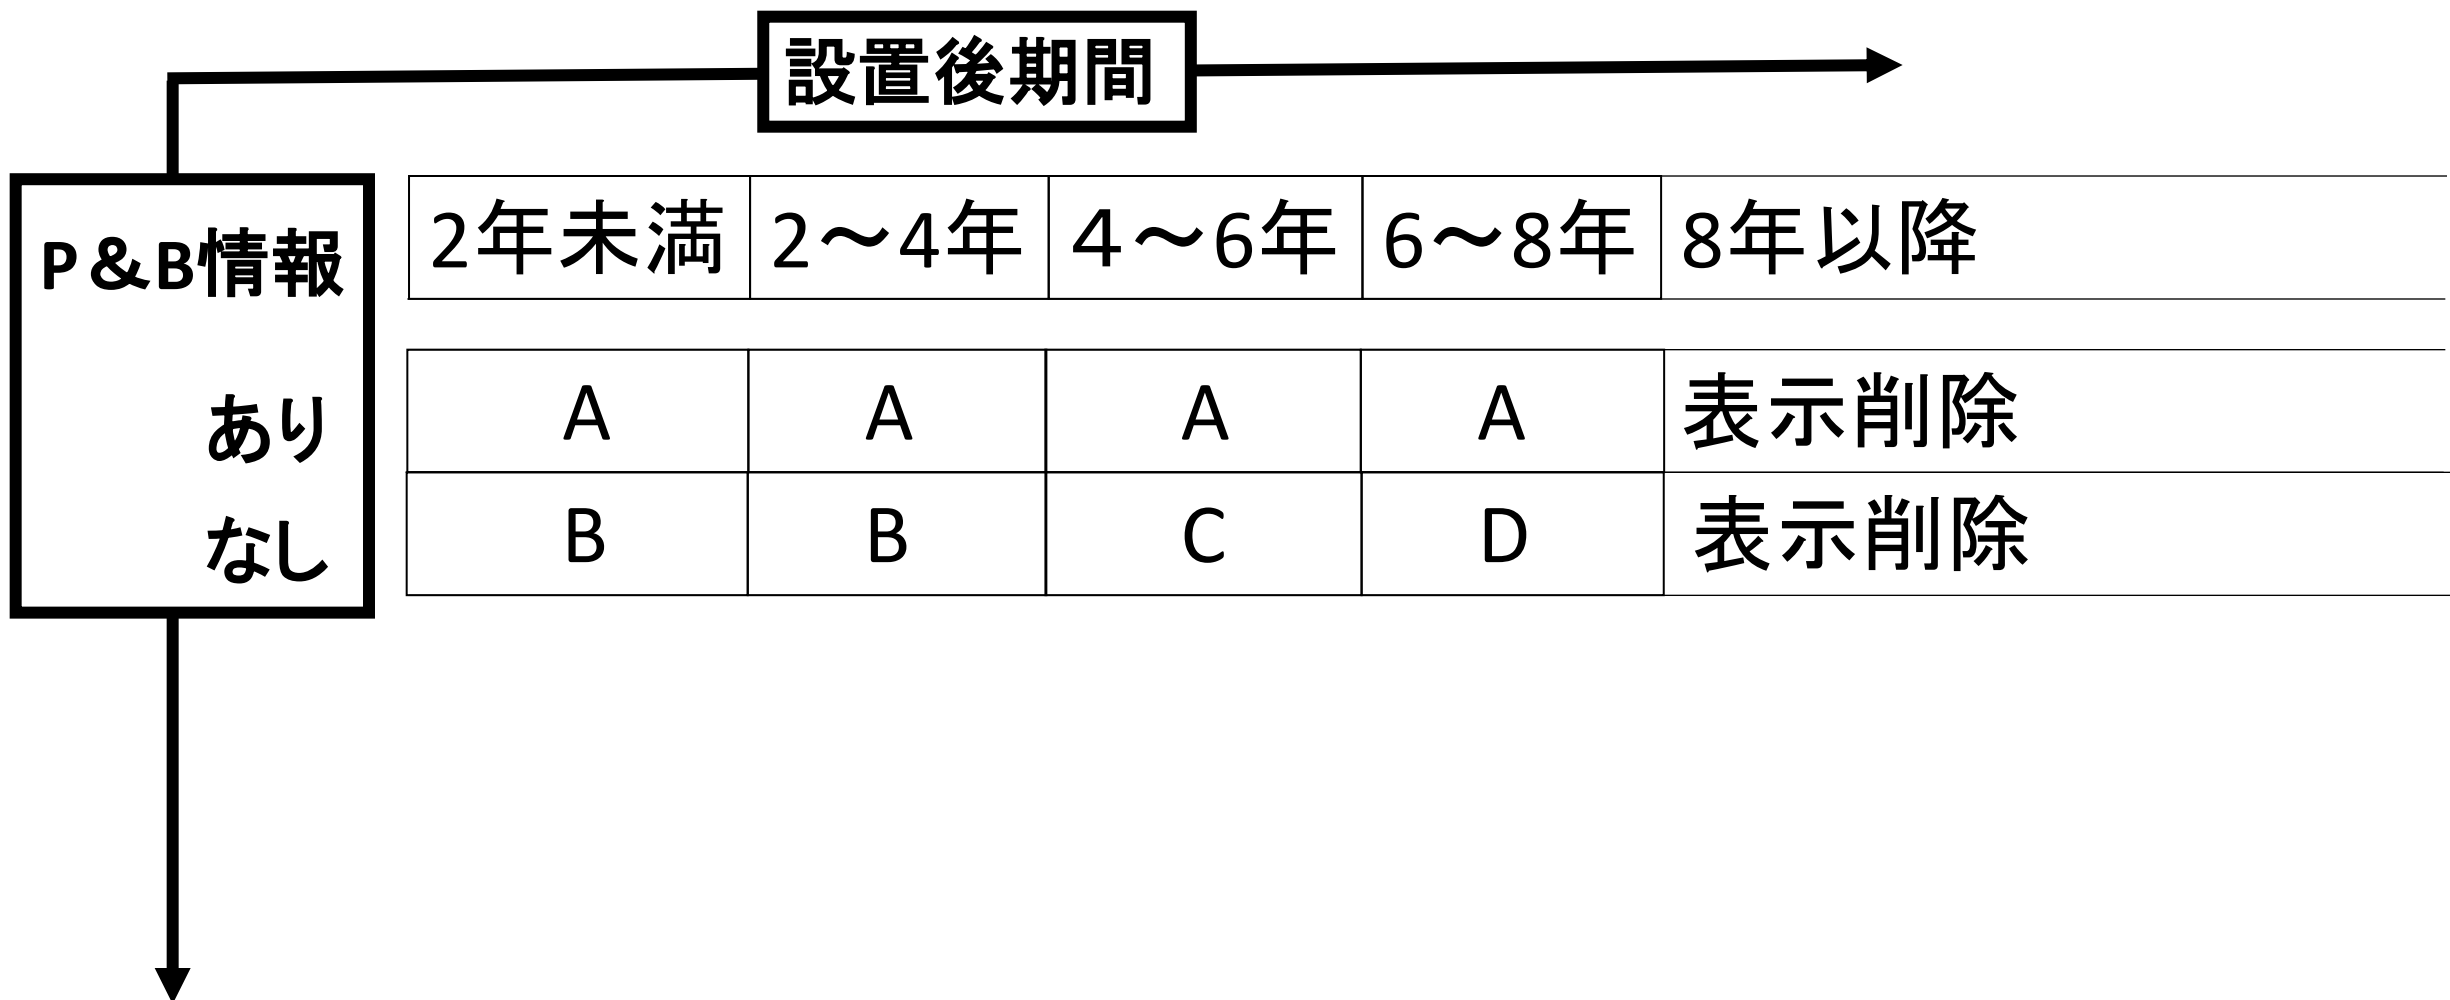 設置後期間
P&B情報 2年未満 2～4年 4～6年 6～8年 8年以降
あり A A A A 表示削除
なし B B C D 表示削除